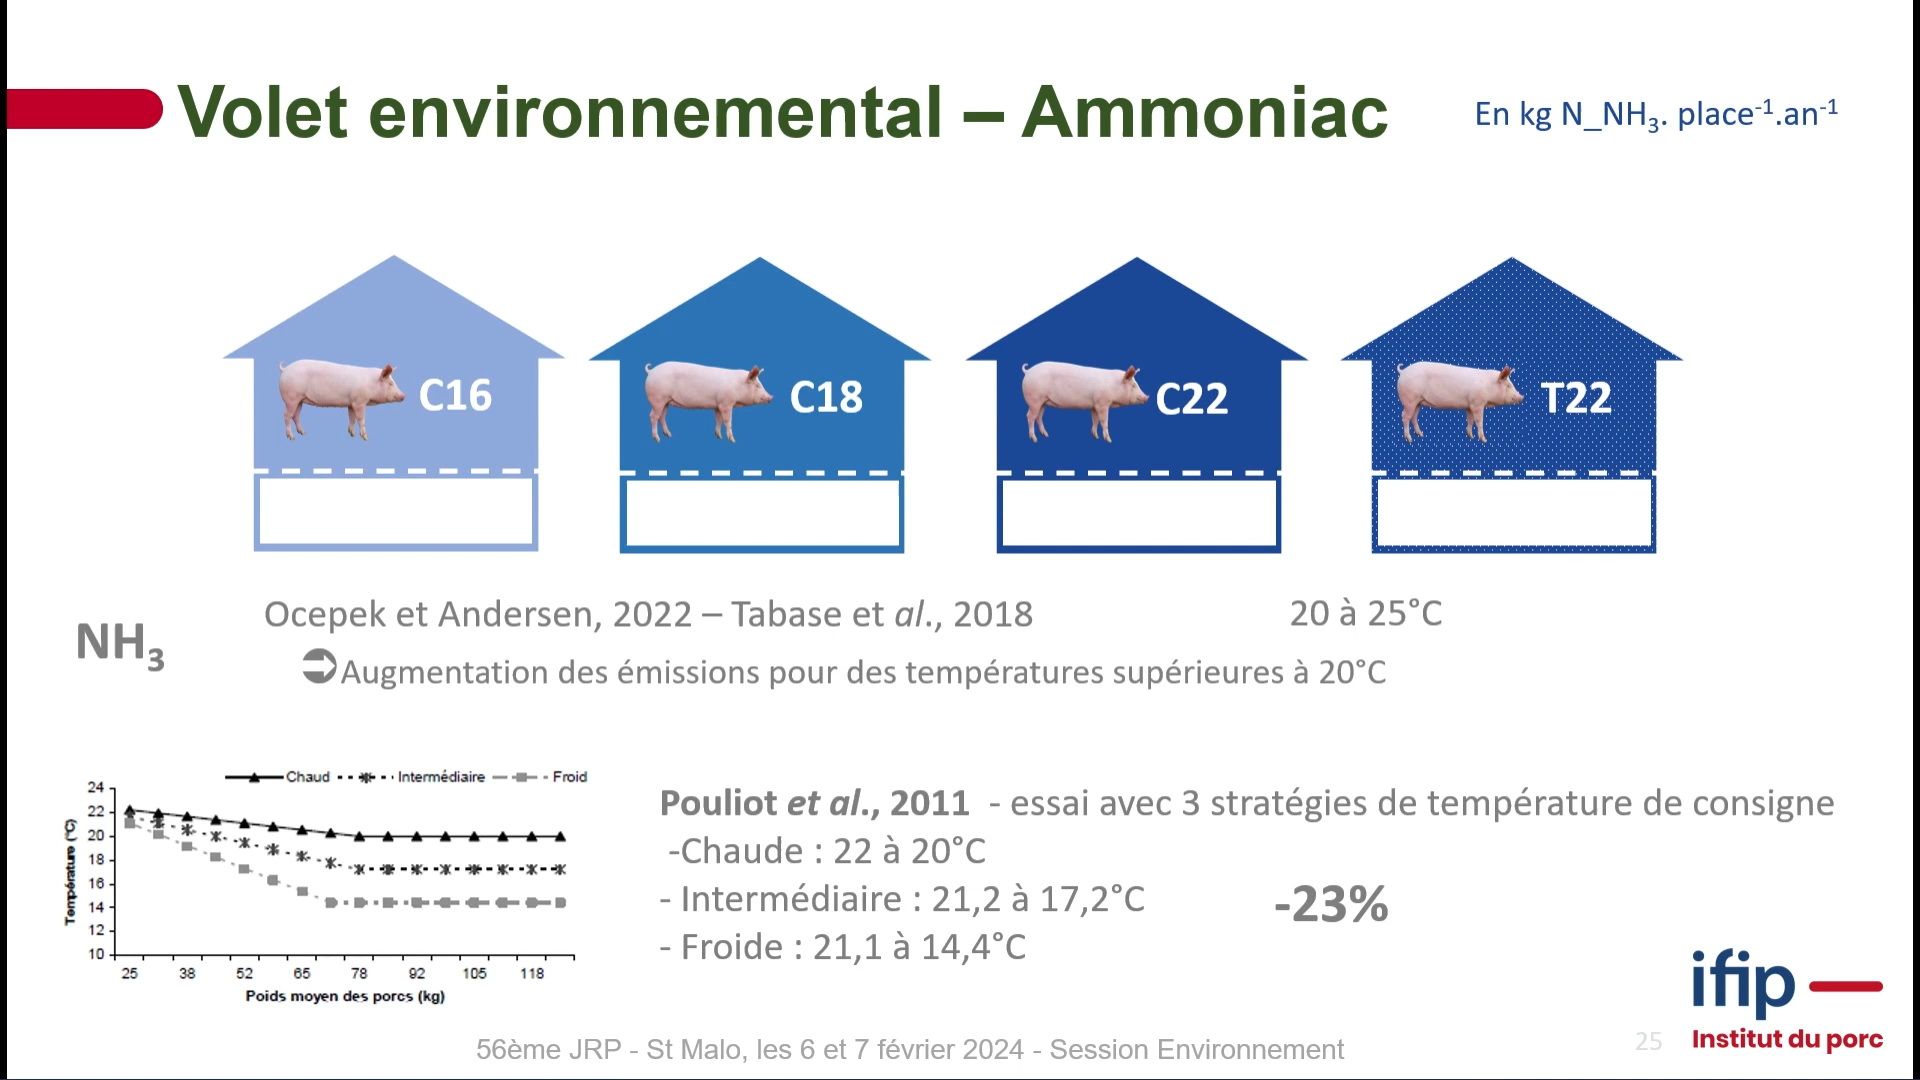 Volet environnemental – Ammoniac
En kg N_NH₃. place⁻¹.an⁻¹
C16
C18
C22
T22
NH₃
Ocepek et Andersen, 2022 – Tabase et al., 2018
20 à 25°C
➲Augmentation des émissions pour des températures supérieures à 20°C
Chaud
Intermédiaire
Froid
Température (°C)
24
22
20
18
16
14
12
10
25 38 52 65 78 92 105 118
Poids moyen des porcs (kg)
Pouliot et al., 2011 - essai avec 3 stratégies de température de consigne
-Chaude : 22 à 20°C
- Intermédiaire : 21,2 à 17,2°C
- Froide : 21,1 à 14,4°C
-23%
ifip
Institut du porc
56ème JRP - St Malo, les 6 et 7 février 2024 - Session Environnement
25